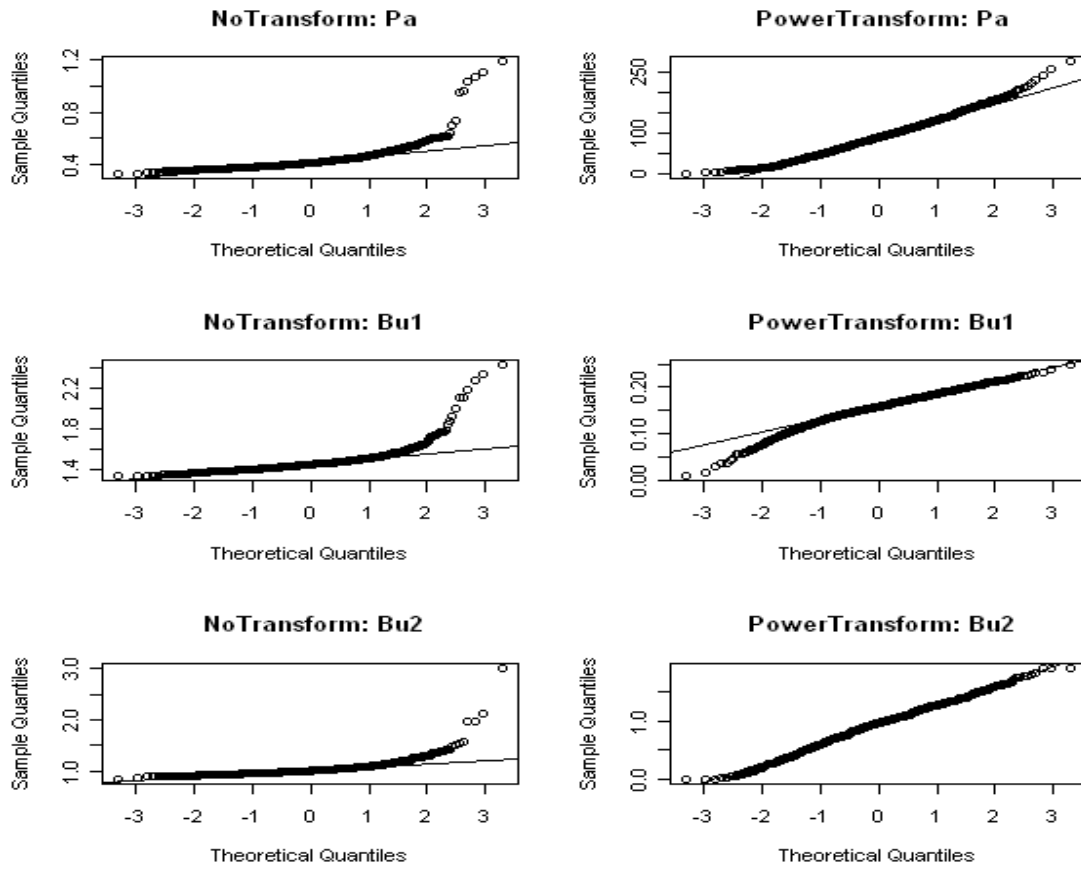 NoTransform: Pa
Sample Quantiles
0.4 0.8 1.2
-3 -2 -1 0 1 2 3
Theoretical Quantiles
PowerTransform: Pa
Sample Quantiles
0 100 250
-3 -2 -1 0 1 2 3
Theoretical Quantiles
NoTransform: Bu1
Sample Quantiles
1.4 1.8 2.2
-3 -2 -1 0 1 2 3
Theoretical Quantiles
PowerTransform: Bu1
Sample Quantiles
0.00 0.10 0.20
-3 -2 -1 0 1 2 3
Theoretical Quantiles
NoTransform: Bu2
Sample Quantiles
1.0 2.0 3.0
-3 -2 -1 0 1 2 3
Theoretical Quantiles
PowerTransform: Bu2
Sample Quantiles
0.0 1.0
-3 -2 -1 0 1 2 3
Theoretical Quantiles